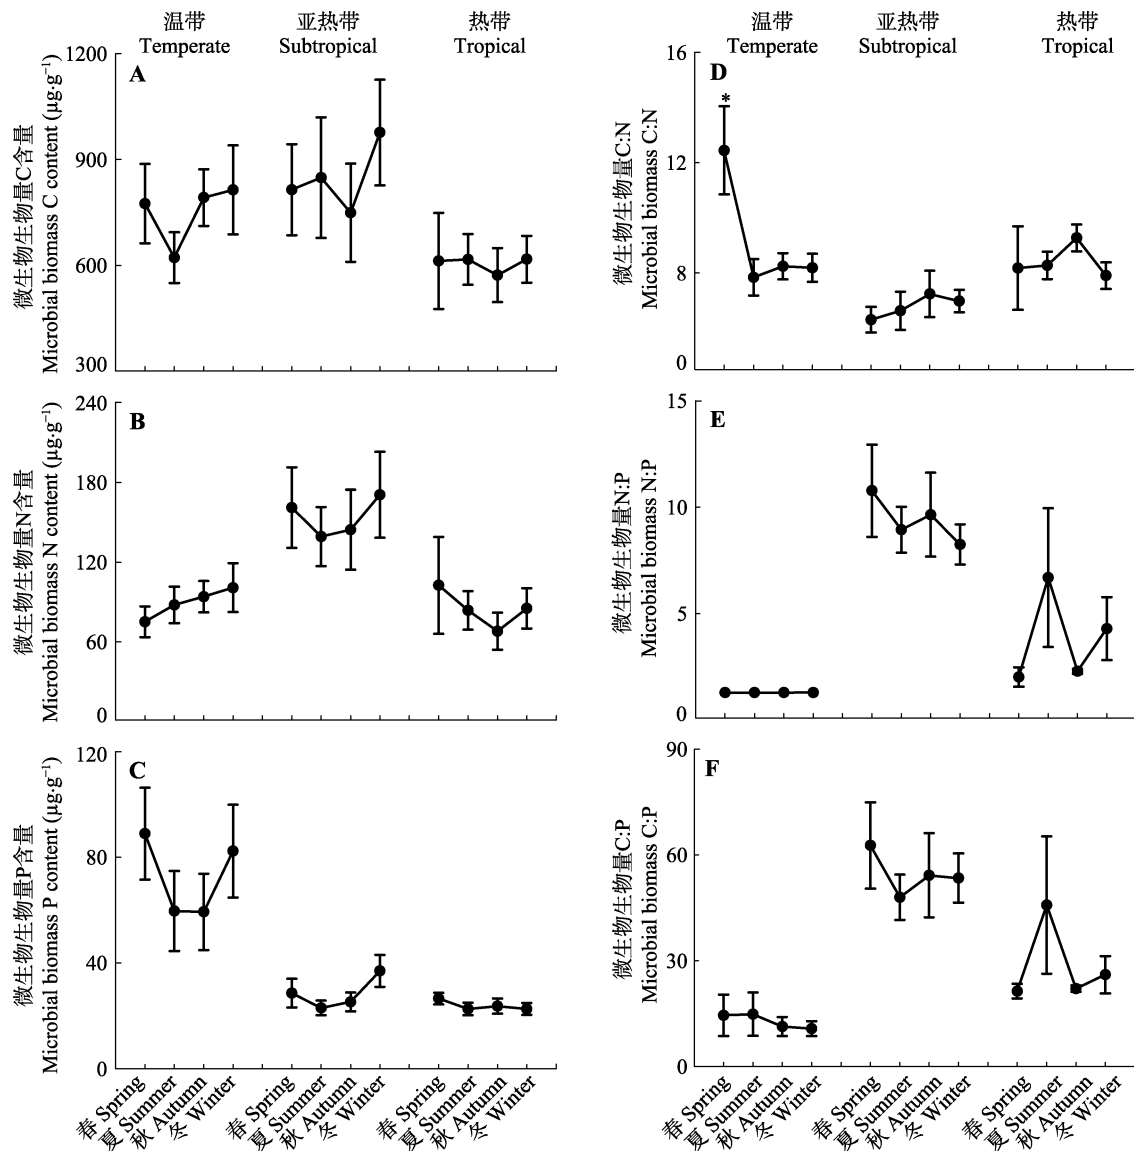 温带
Temperate
亚热带
Subtropical
热带
Tropical
温带
Temperate
亚热带
Subtropical
热带
Tropical
A
微生物生物量C含量
Microbial biomass C content (μg·g⁻¹)
1200
900
600
300
D
*
微生物生物量C:N
Microbial biomass C:N
16
12
8
0
B
微生物生物量N含量
Microbial biomass N content (μg·g⁻¹)
240
180
120
60
0
E
微生物生物量N:P
Microbial biomass N:P
15
10
5
0
C
微生物生物量P含量
Microbial biomass P content (μg·g⁻¹)
120
80
40
0
F
微生物生物量C:P
Microbial biomass C:P
90
60
30
0
春 Spring
夏 Summer
秋 Autumn
冬 Winter
春 Spring
夏 Summer
秋 Autumn
冬 Winter
春 Spring
夏 Summer
秋 Autumn
冬 Winter
春 Spring
夏 Summer
秋 Autumn
冬 Winter
春 Spring
夏 Summer
秋 Autumn
冬 Winter
春 Spring
夏 Summer
秋 Autumn
冬 Winter